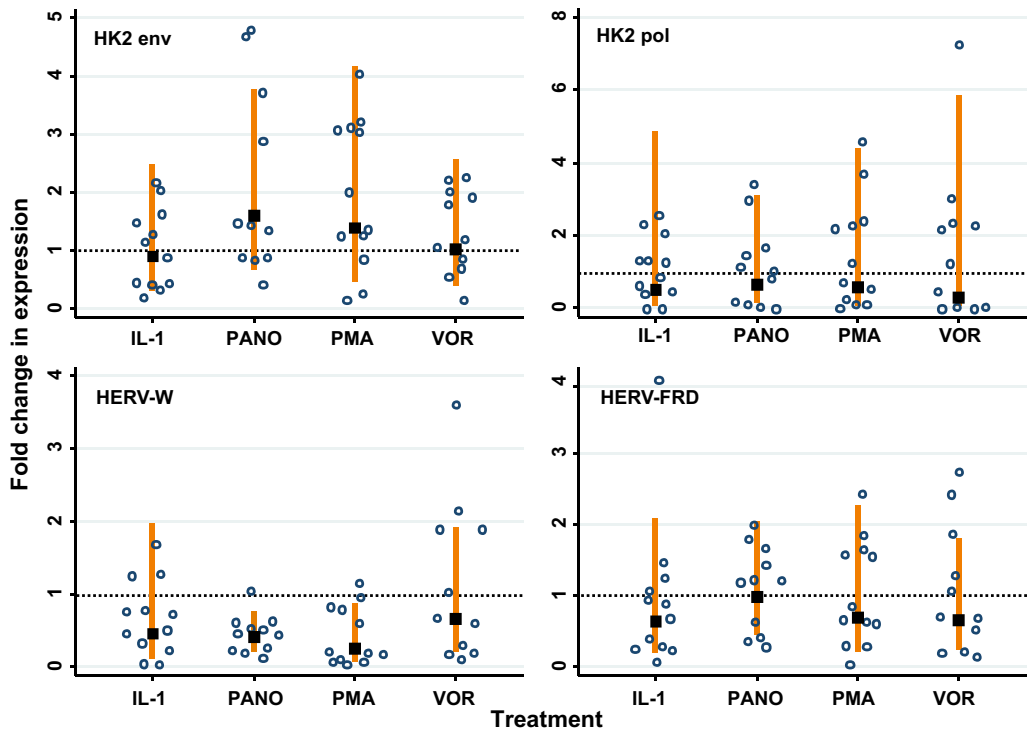 Fold change in expression
HK2 env
5
4
3
2
1
0
IL-1 PANO PMA VOR
HK2 pol
8
6
4
2
0
IL-1 PANO PMA VOR
HERV-W
4
3
2
1
0
IL-1 PANO PMA VOR
HERV-FRD
4
3
2
1
0
IL-1 PANO PMA VOR
Treatment